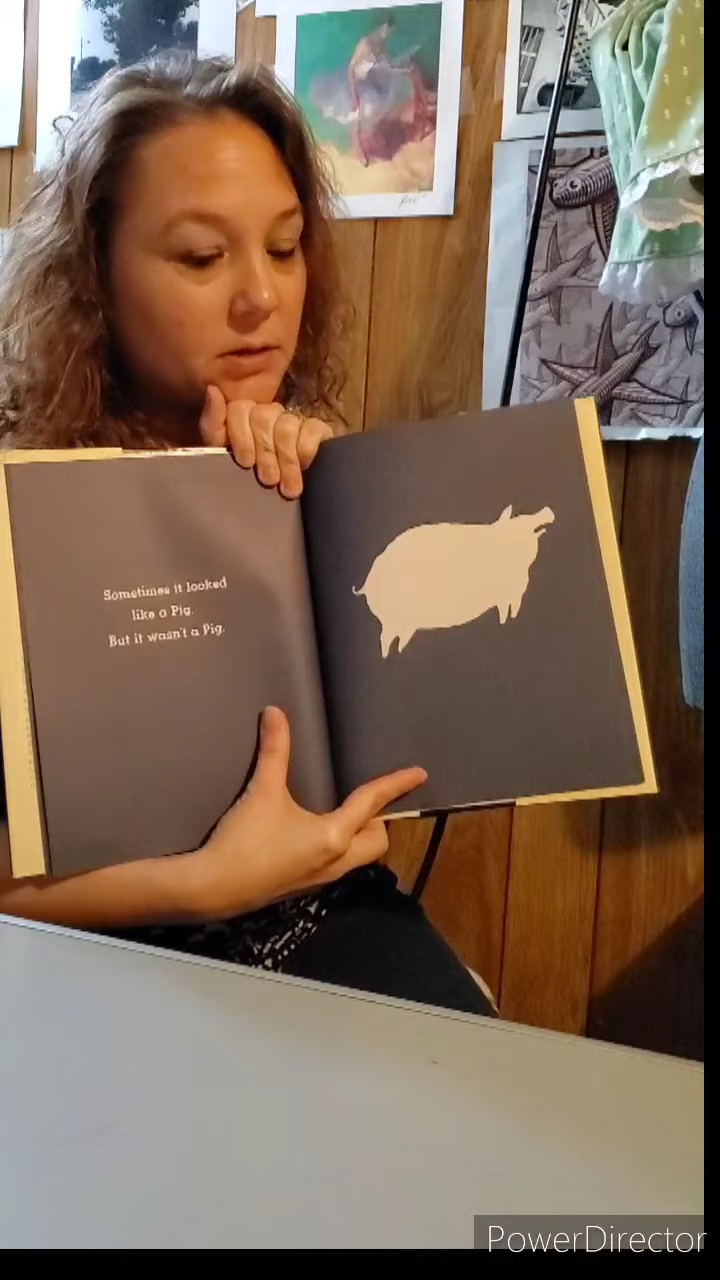 Sometimes it looked
like a Pig.
But it wasn't a Pig.
PowerDirector